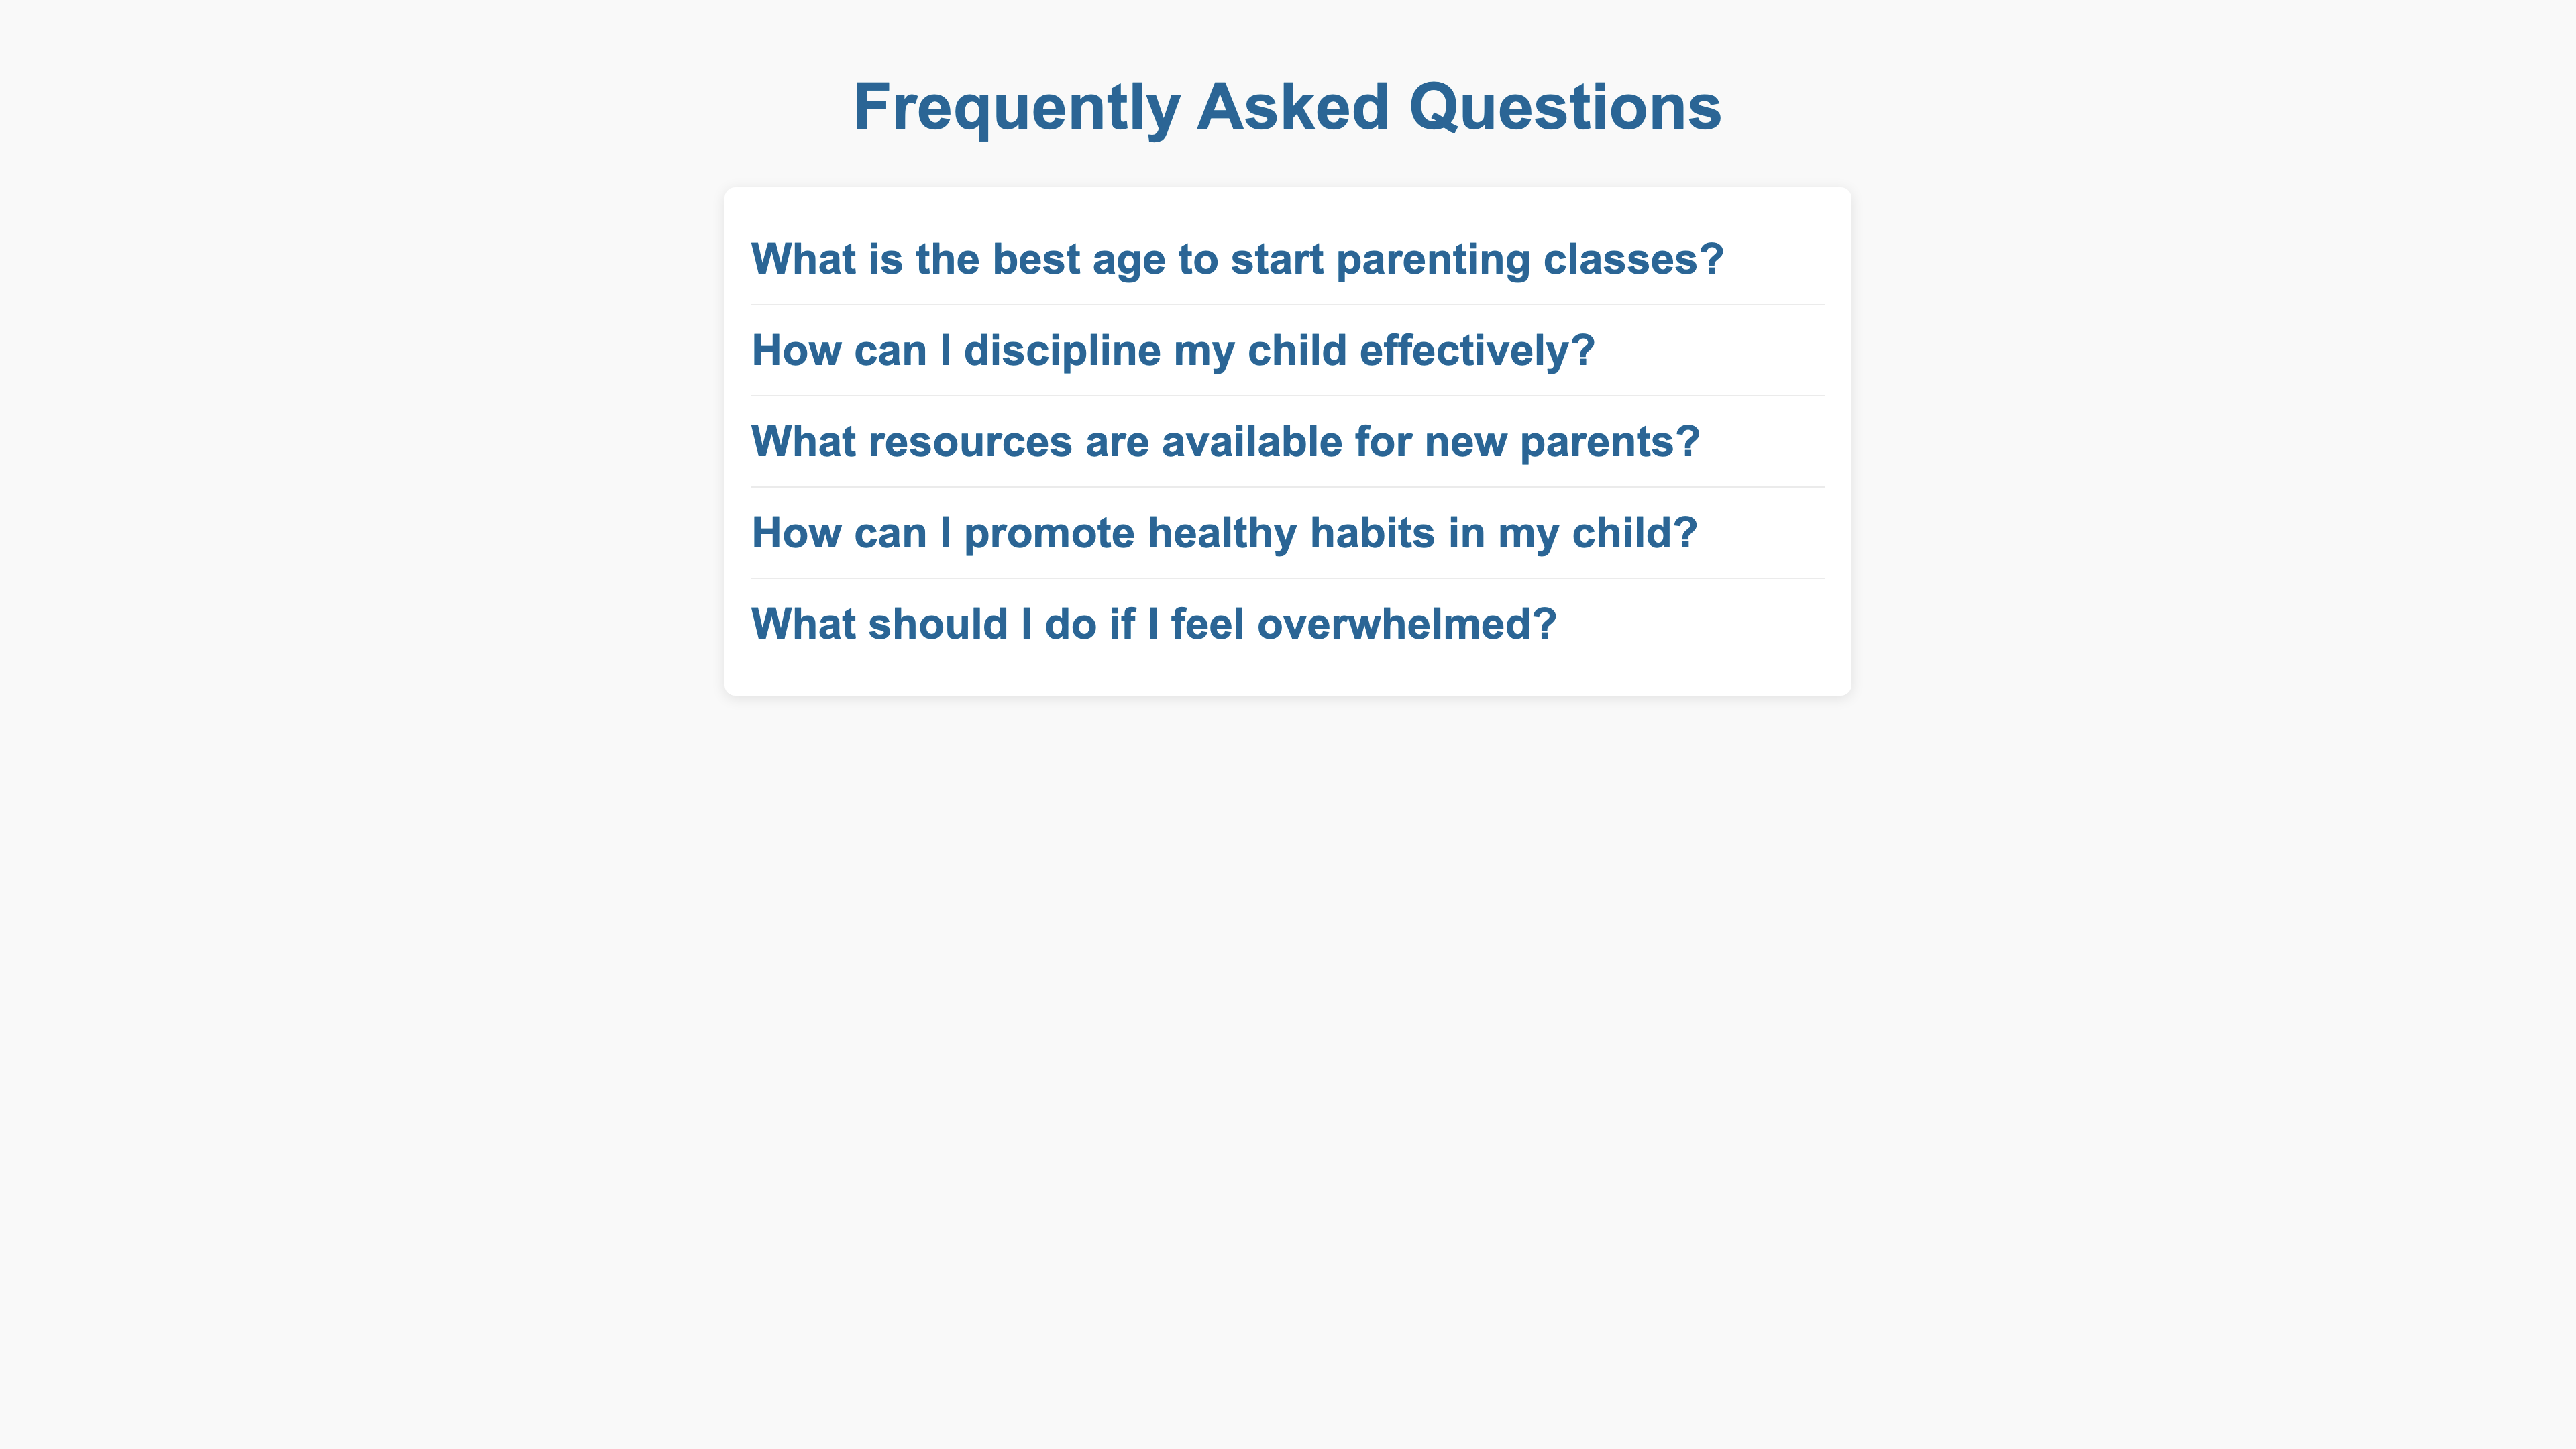 Frequently Asked Questions
What is the best age to start parenting classes?
How can I discipline my child effectively?
What resources are available for new parents?
How can I promote healthy habits in my child?
What should I do if I feel overwhelmed?